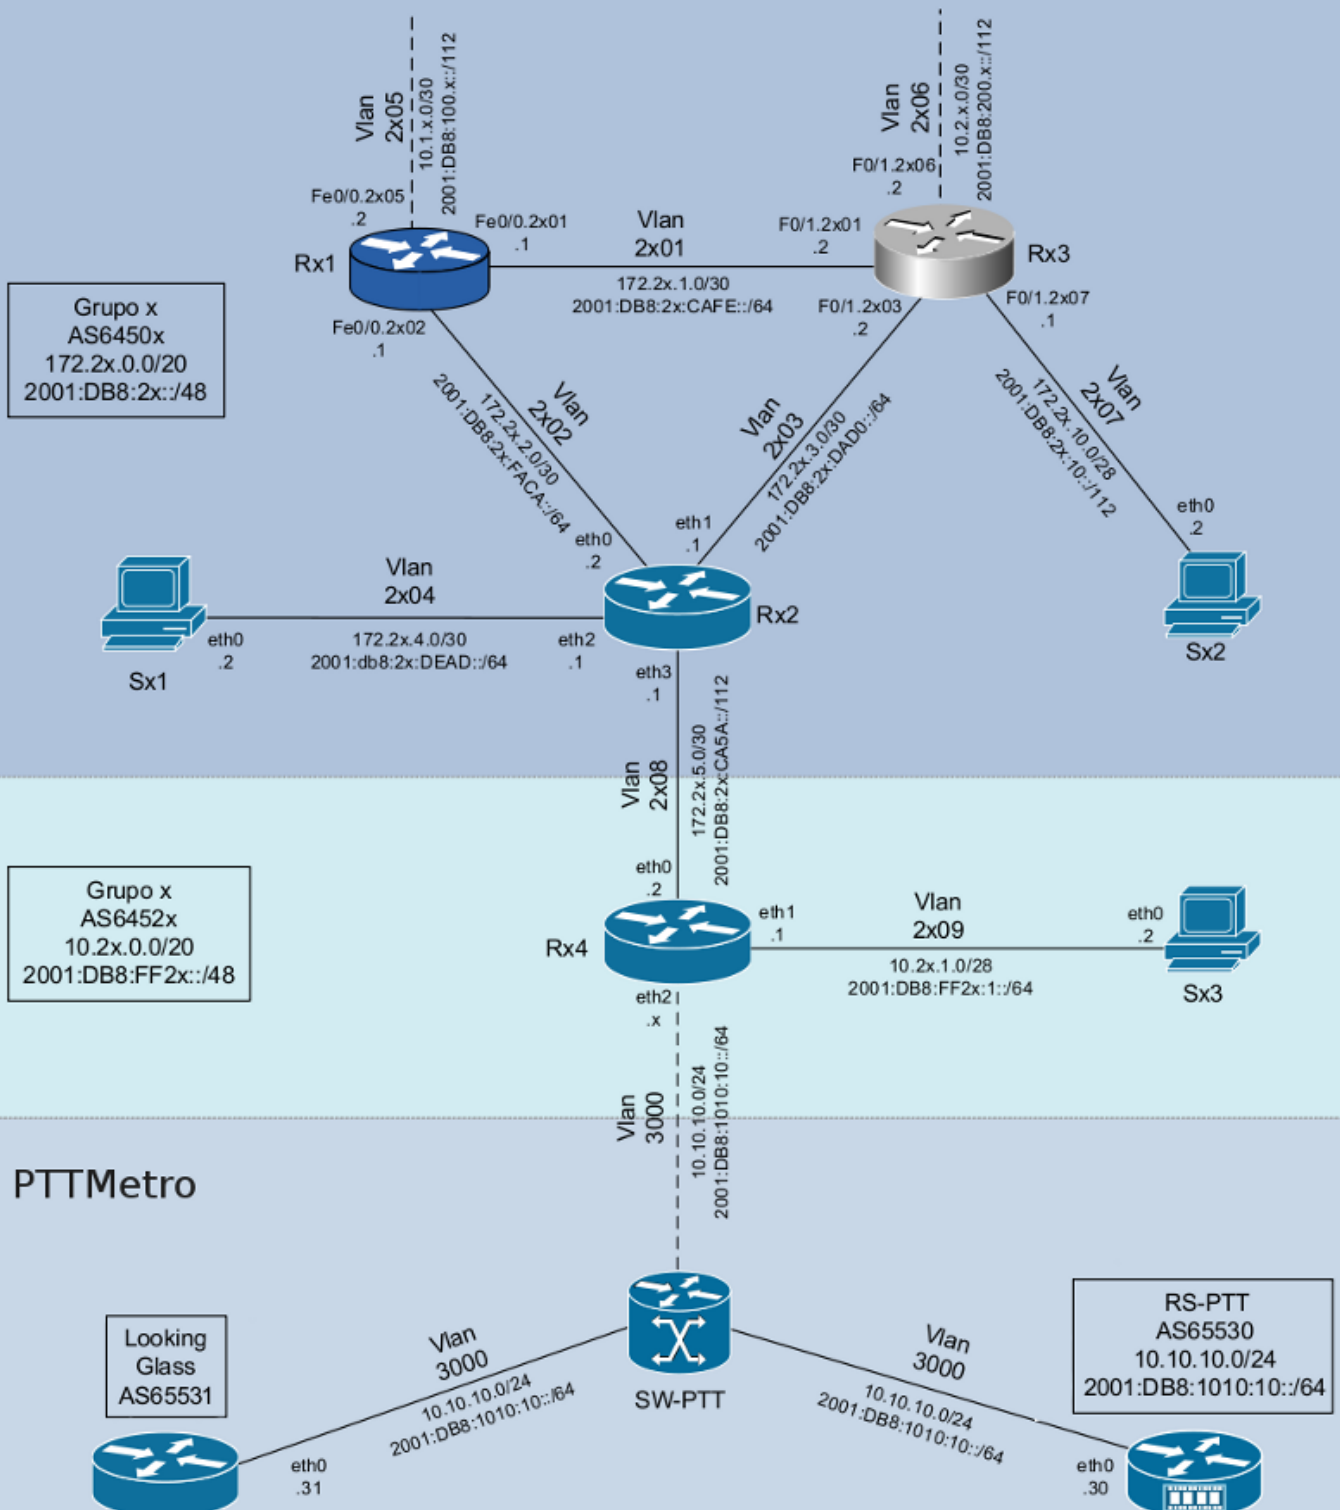 Vlan
2x05
10.1.x.0/30
2001:DB8:100.x::/112
Vlan
2x06
10.2.x.0/30
2001:DB8:200.x::/112
Fe0/0.2x05
.2
F0/1.2x06
.2
Fe0/0.2x01
.1
Vlan
2x01
F0/1.2x01
.2
Rx1
Rx3
172.2x.1.0/30
2001:DB8:2x:CAFE::/64
Fe0/0.2x02
.1
F0/1.2x03
.2
F0/1.2x07
.1
Grupo x
AS6450x
172.2x.0.0/20
2001:DB8:2x::/48
Vlan
2x02
172.2x.2.0/30
2001:DB8:2x:FACA::/64
Vlan
2x03
172.2x.3.0/30
2001:DB8:2x:DAD0::/64
Vlan
2x07
172.2x.10.0/28
2001:DB8:2x:10::/112
eth0
.2
eth1
.1
eth0
.2
Vlan
2x04
Rx2
eth0
.2
172.2x.4.0/30
2001:db8:2x:DEAD::/64
eth2
.1
Sx1
Sx2
eth3
.1
Vlan
2x08
172.2x.5.0/30
2001:DB8:2x:CA5A::/112
Grupo x
AS6452x
10.2x.0.0/20
2001:DB8:FF2x::/48
eth0
.2
Rx4
eth1
.1
Vlan
2x09
eth0
.2
10.2x.1.0/28
2001:DB8:FF2x:1::/64
Sx3
eth2
.x
Vlan
3000
10.10.10.0/24
2001:DB8:1010:10::/64
PTTMetro
Looking
Glass
AS65531
Vlan
3000
10.10.10.0/24
2001:DB8:1010:10::/64
SW-PTT
Vlan
3000
10.10.10.0/24
2001:DB8:1010:10::/64
RS-PTT
AS65530
10.10.10.0/24
2001:DB8:1010:10::/64
eth0
.31
eth0
.30